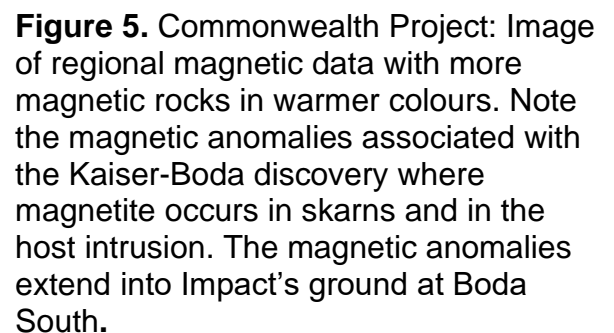 Figure 5. Commonwealth Project: Image
of regional magnetic data with more
magnetic rocks in warmer colours. Note
the magnetic anomalies associated with
the Kaiser-Boda discovery where
magnetite occurs in skarns and in the
host intrusion. The magnetic anomalies
extend into Impact’s ground at Boda
South.